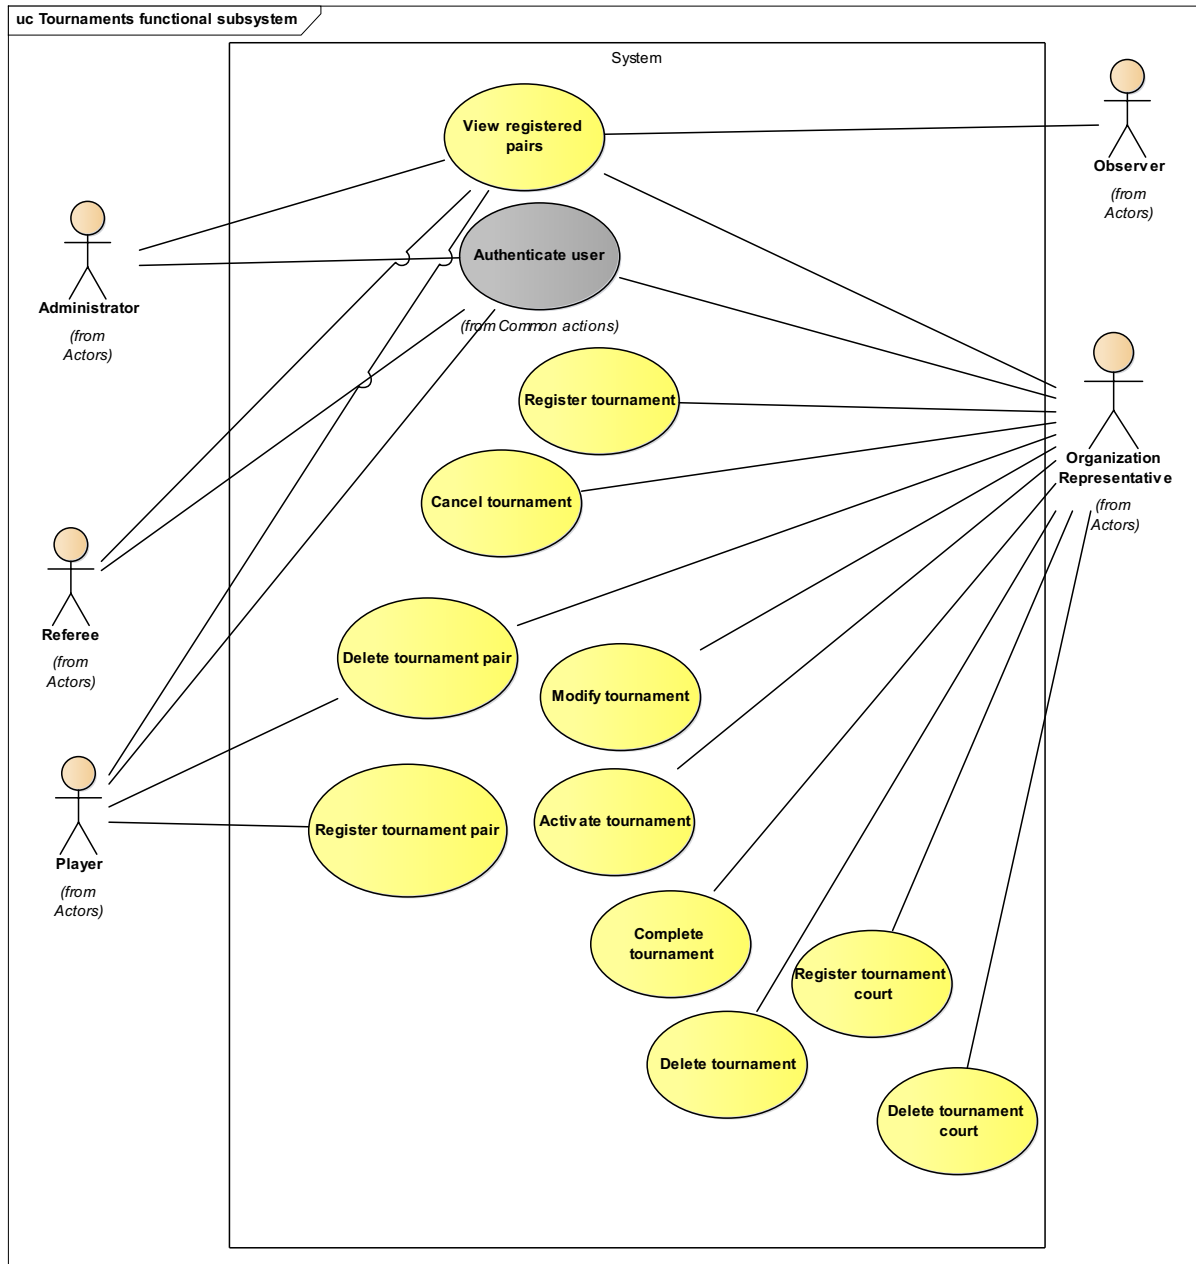 uc Tournaments functional subsystem
System
View registered
pairs
Observer
(from
Actors)
Administrator
(from
Actors)
Authenticate user
(from Common actions)
Register tournament
Organization
Representative
(from
Actors)
Cancel tournament
Referee
(from
Actors)
Delete tournament pair
Modify tournament
Player
(from
Actors)
Register tournament pair
Activate tournament
Complete
tournament
Register tournament
court
Delete tournament
Delete tournament
court